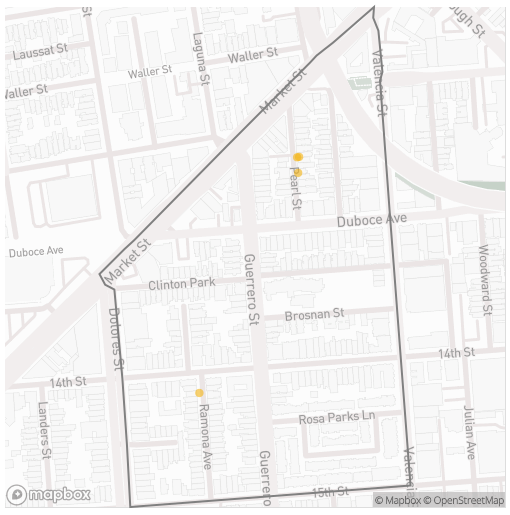 ough St
Laussat St
Laguna St
Waller St
Waller St
Waller St
Market St
Valencia St
Pearl St
Duboce Ave
Duboce Ave
Market St
Woodward St
Clinton Park
Guerrero St
Brosnan St
Dolores St
14th St
14th St
Landers St
Ramona Ave
Rosa Parks Ln
Julian Ave
Guerrero
Valenci
15th St
mapbox
© Mapbox © OpenStreetMap